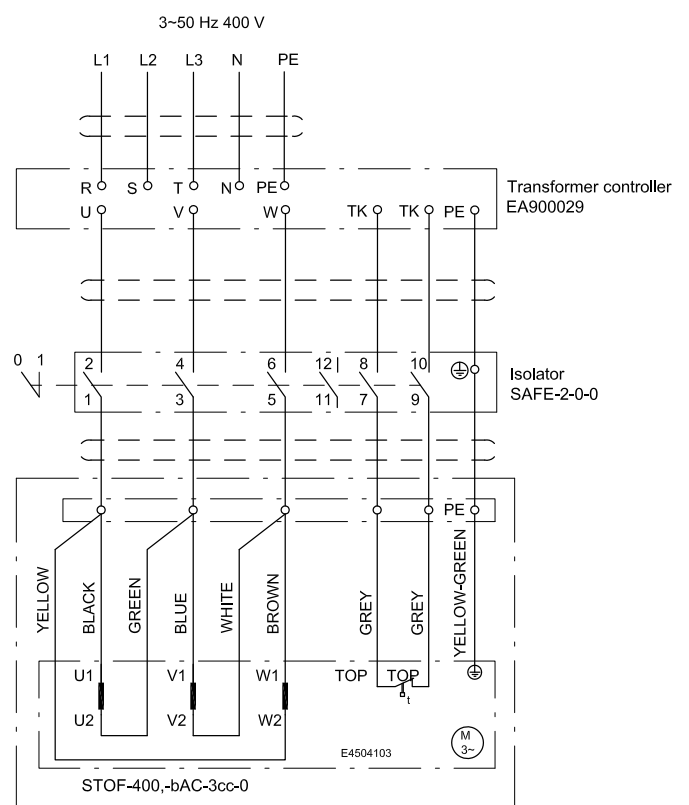 3~50 Hz 400 V
L1 L2 L3 N PE
R S T N PE
Transformer controller
EA900029
U V W TK TK PE
0 1 2 4 6 12 8 10
Isolator
SAFE-2-0-0
1 3 5 11 7 9
PE
YELLOW BLACK GREEN BLUE WHITE BROWN GREY GREY YELLOW-GREEN
U1 V1 W1 TOP TOP
t
U2 V2 W2
M
3~
E4504103
STOF-400,-bAC-3cc-0